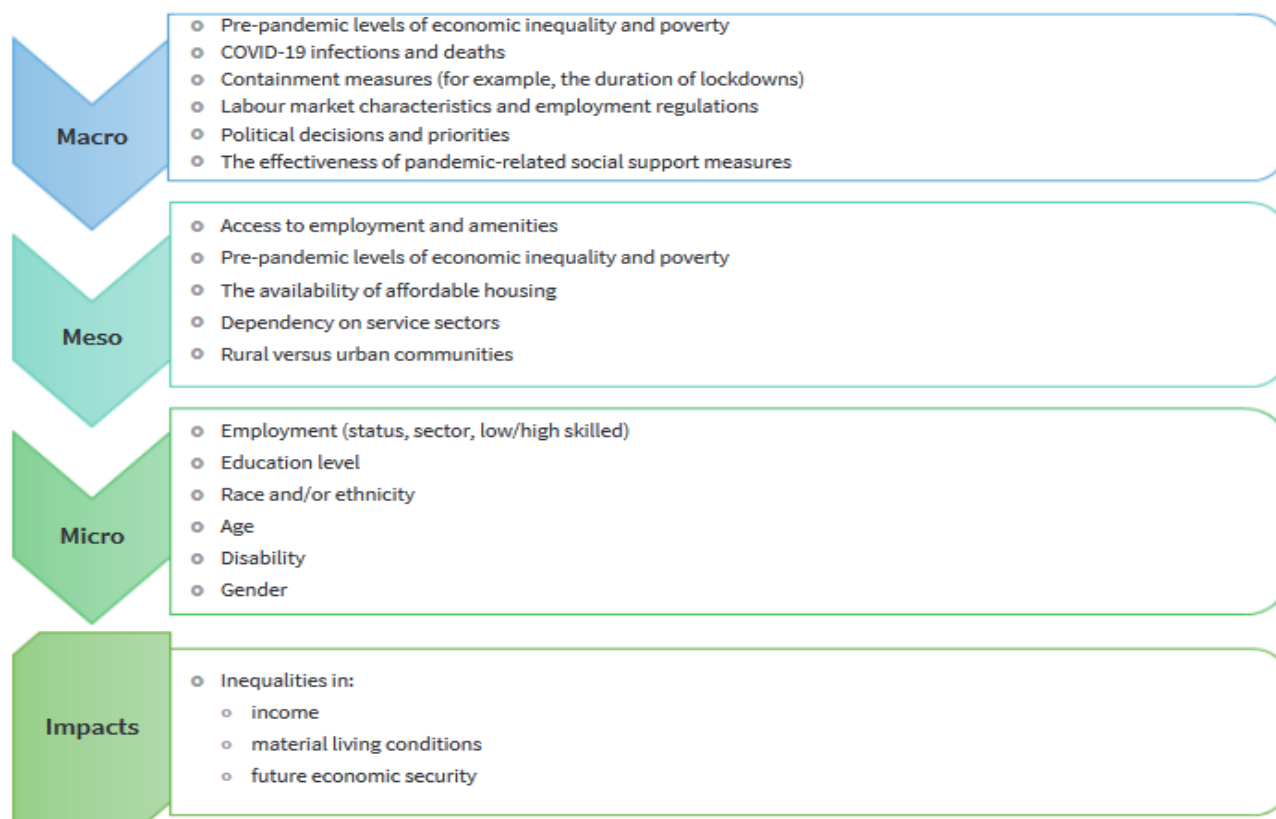 Macro
Pre-pandemic levels of economic inequality and poverty
COVID-19 infections and deaths
Containment measures (for example, the duration of lockdowns)
Labour market characteristics and employment regulations
Political decisions and priorities
The effectiveness of pandemic-related social support measures
Meso
Access to employment and amenities
Pre-pandemic levels of economic inequality and poverty
The availability of affordable housing
Dependency on service sectors
Rural versus urban communities
Micro
Employment (status, sector, low/high skilled)
Education level
Race and/or ethnicity
Age
Disability
Gender
Impacts
Inequalities in:
income
material living conditions
future economic security